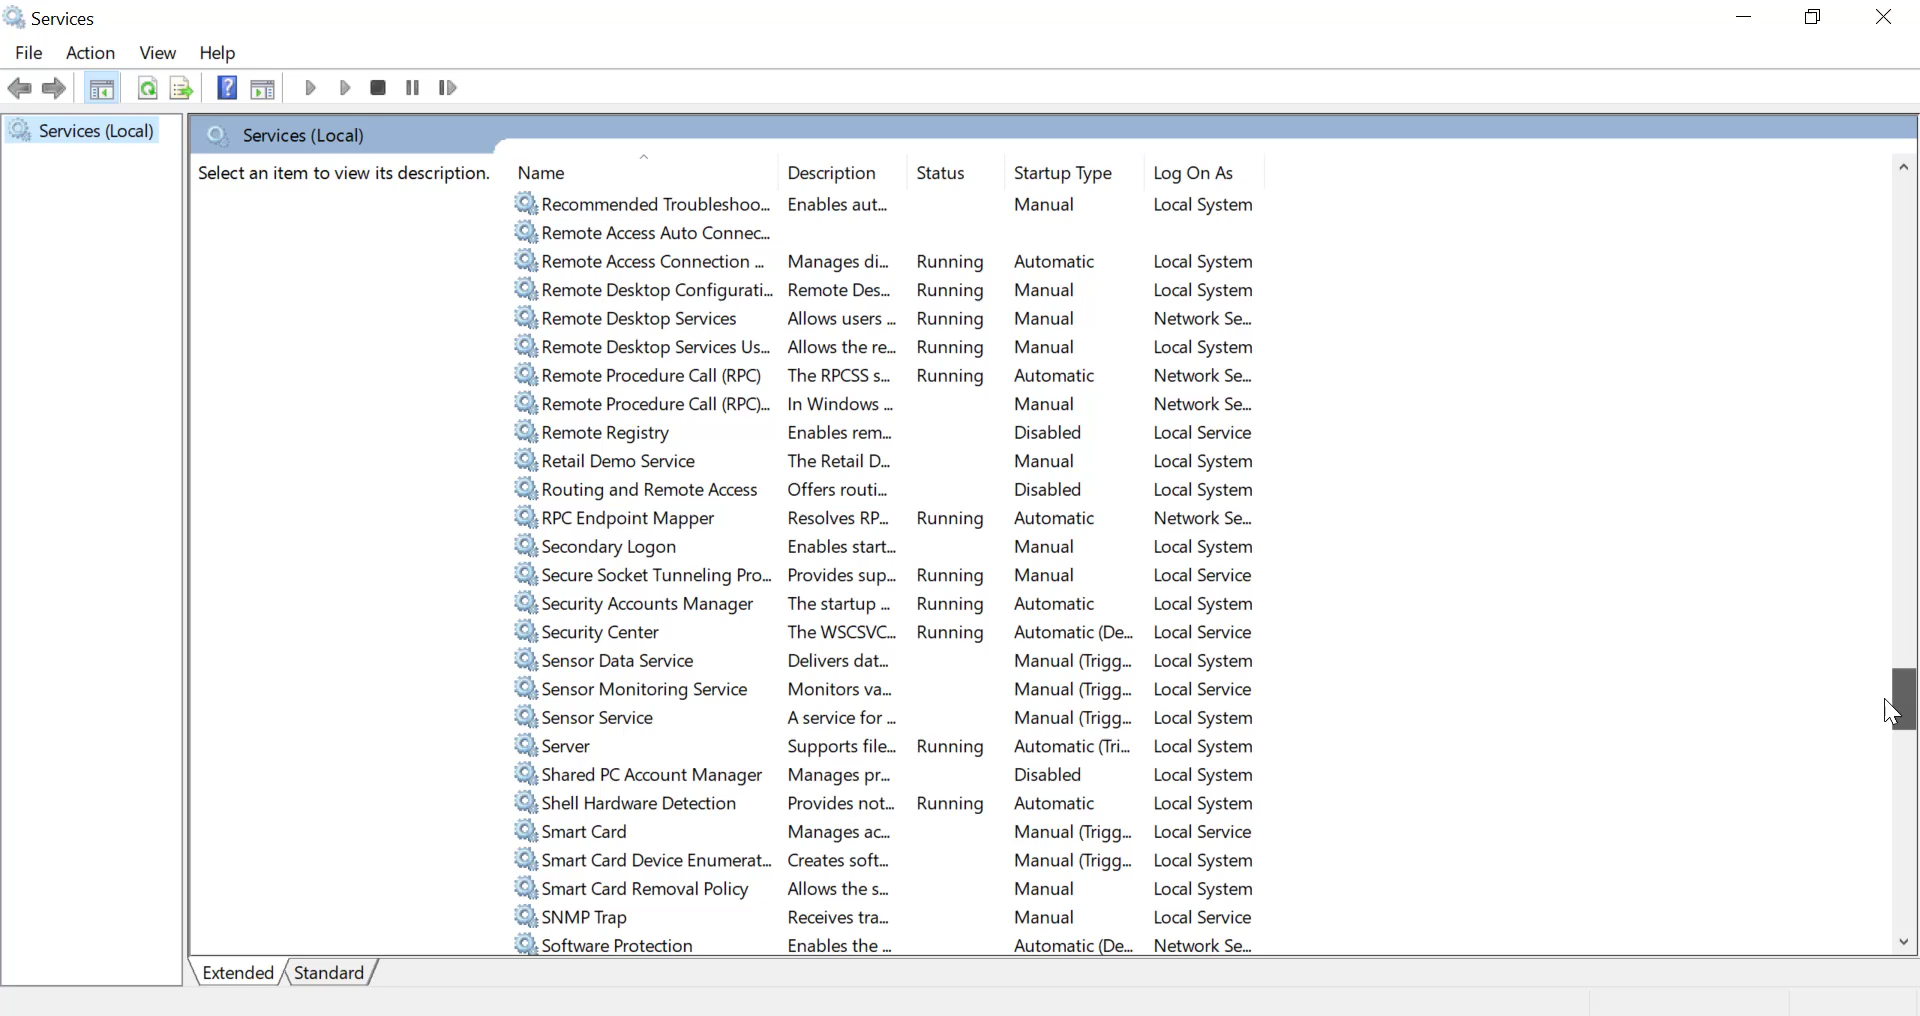 Services
File Action View Help
Services (Local)
Services (Local)
Select an item to view its description.
Name Description Status Startup Type Log On As
Recommended Troubleshoo... Enables aut... Manual Local System
Remote Access Auto Connec...
Remote Access Connection ... Manages di... Running Automatic Local System
Remote Desktop Configurati... Remote Des... Running Manual Local System
Remote Desktop Services Allows users ... Running Manual Network Se...
Remote Desktop Services Us... Allows the re... Running Manual Local System
Remote Procedure Call (RPC) The RPCSS s... Running Automatic Network Se...
Remote Procedure Call (RPC)... In Windows ... Manual Network Se...
Remote Registry Enables rem... Disabled Local Service
Retail Demo Service The Retail D... Manual Local System
Routing and Remote Access Offers routi... Disabled Local System
RPC Endpoint Mapper Resolves RP... Running Automatic Network Se...
Secondary Logon Enables start... Manual Local System
Secure Socket Tunneling Pro... Provides sup... Running Manual Local Service
Security Accounts Manager The startup ... Running Automatic Local System
Security Center The WSCSVC... Running Automatic (De... Local Service
Sensor Data Service Delivers dat... Manual (Trigg... Local System
Sensor Monitoring Service Monitors va... Manual (Trigg... Local Service
Sensor Service A service for ... Manual (Trigg... Local System
Server Supports file... Running Automatic (Tri... Local System
Shared PC Account Manager Manages pr... Disabled Local System
Shell Hardware Detection Provides not... Running Automatic Local System
Smart Card Manages ac... Manual (Trigg... Local Service
Smart Card Device Enumerat... Creates soft... Manual (Trigg... Local System
Smart Card Removal Policy Allows the s... Manual Local System
SNMP Trap Receives tra... Manual Local Service
Software Protection Enables the ... Automatic (De... Network Se...
Extended Standard